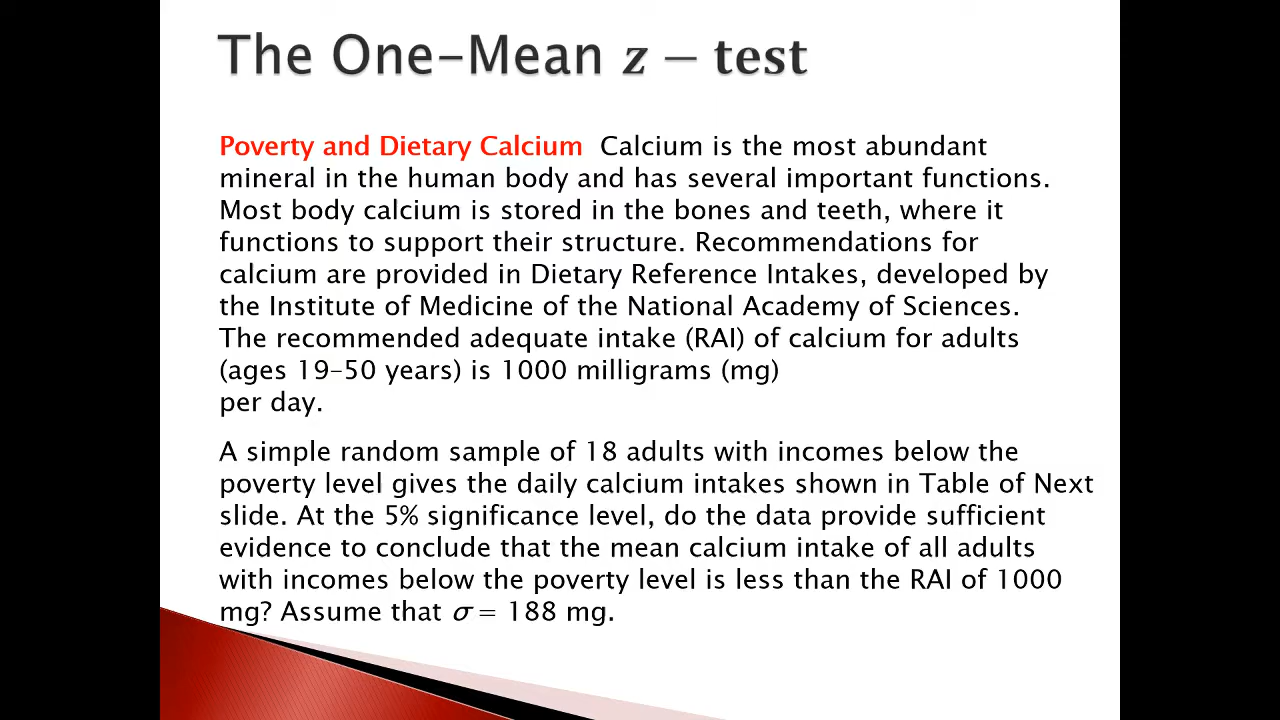 The One-Mean z − test
Poverty and Dietary Calcium Calcium is the most abundant
mineral in the human body and has several important functions.
Most body calcium is stored in the bones and teeth, where it
functions to support their structure. Recommendations for
calcium are provided in Dietary Reference Intakes, developed by
the Institute of Medicine of the National Academy of Sciences.
The recommended adequate intake (RAI) of calcium for adults
(ages 19–50 years) is 1000 milligrams (mg)
per day.
A simple random sample of 18 adults with incomes below the
poverty level gives the daily calcium intakes shown in Table of Next
slide. At the 5% significance level, do the data provide sufficient
evidence to conclude that the mean calcium intake of all adults
with incomes below the poverty level is less than the RAI of 1000
mg? Assume that σ = 188 mg.